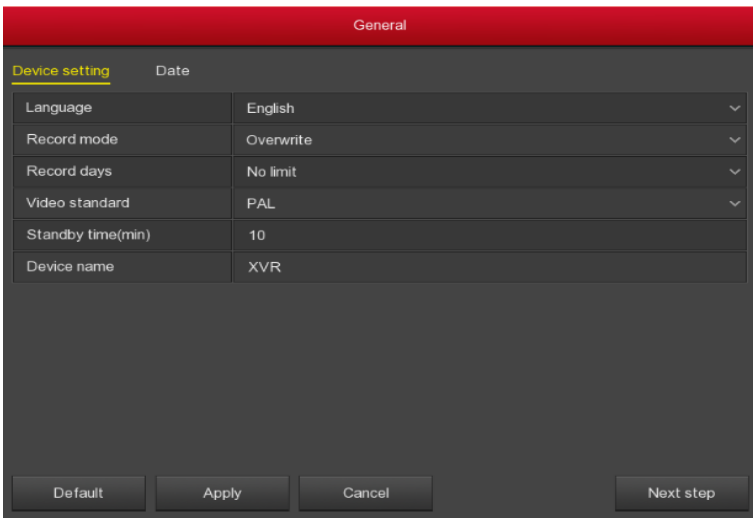 General
Device setting Date
Language English
Record mode Overwrite
Record days No limit
Video standard PAL
Standby time(min) 10
Device name XVR
Default Apply Cancel Next step